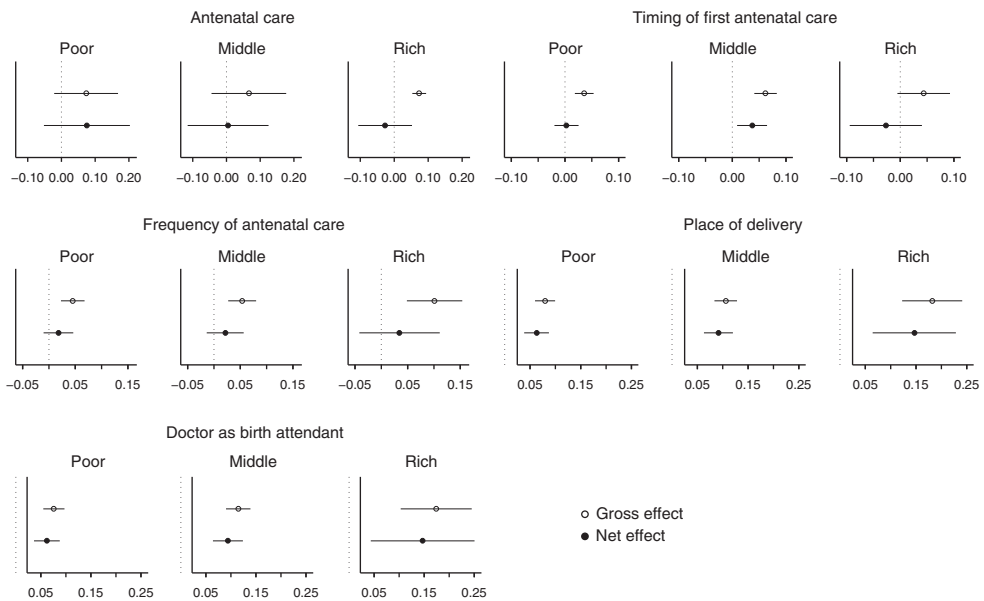 Antenatal care
Timing of first antenatal care
Poor
Middle
Rich
Poor
Middle
Rich
−0.10 0.00 0.10 0.20
−0.10 0.00 0.10 0.20
−0.10 0.00 0.10 0.20
−0.10 0.00 0.10
−0.10 0.00 0.10
−0.10 0.00 0.10
Frequency of antenatal care
Place of delivery
Poor
Middle
Rich
Poor
Middle
Rich
−0.05 0.05 0.15
−0.05 0.05 0.15
−0.05 0.05 0.15
0.05 0.15 0.25
0.05 0.15 0.25
0.05 0.15 0.25
Doctor as birth attendant
Poor
Middle
Rich
0.05 0.15 0.25
0.05 0.15 0.25
0.05 0.15 0.25
Gross effect
Net effect